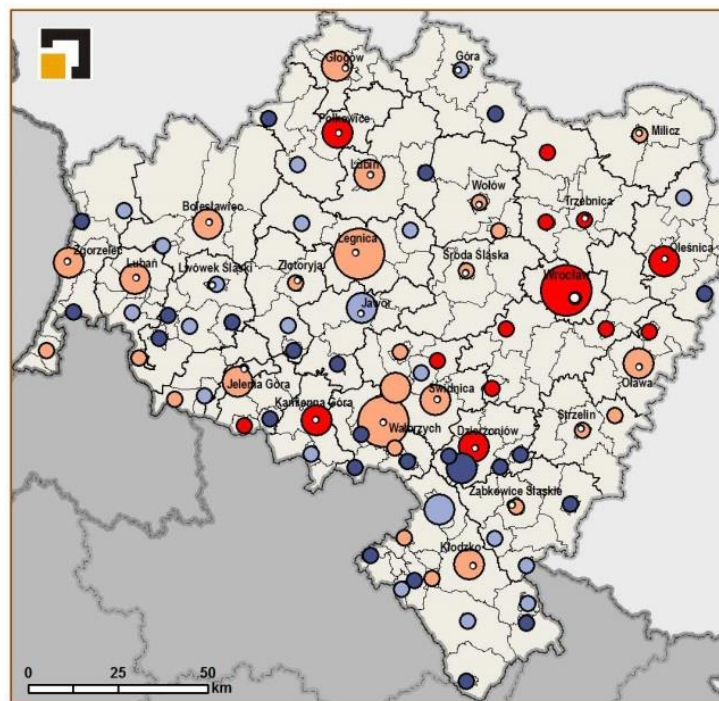 Głogów
Góra
Polkowice
Milicz
Lubin
Wołów
Trzebnica
Bolesławiec
Legnica
Oleśnica
Zgorzelec
Lubań
Lwówek Śląski
Złotoryja
Środa Śląska
Wrocław
Jawor
Jelenia Góra
Oława
Świdnica
Kamienna Góra
Strzelin
Wałbrzych
Dzierżoniów
Ząbkowice Śląskie
Kłodzko
0 25 50
km